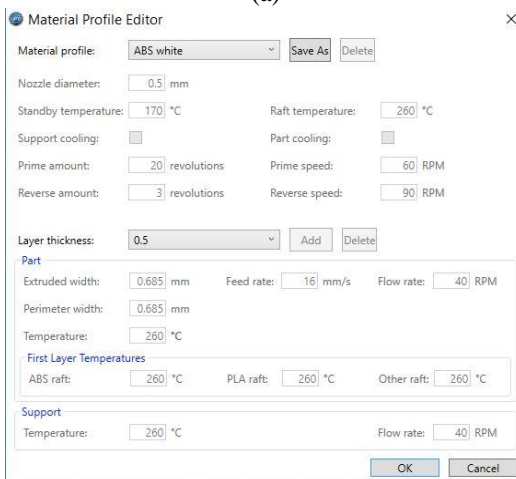 (a)
Material Profile Editor ×
Material profile: ABS white Save As Delete
Nozzle diameter: 0.5 mm
Standby temperature: 170 °C Raft temperature: 260 °C
Support cooling: Part cooling:
Prime amount: 20 revolutions Prime speed: 60 RPM
Reverse amount: 3 revolutions Reverse speed: 90 RPM
Layer thickness: 0.5 Add Delete
Part
Extruded width: 0.685 mm Feed rate: 16 mm/s Flow rate: 40 RPM
Perimeter width: 0.685 mm
Temperature: 260 °C
First Layer Temperatures
ABS raft: 260 °C PLA raft: 260 °C Other raft: 260 °C
Support
Temperature: 260 °C Flow rate: 40 RPM
OK Cancel